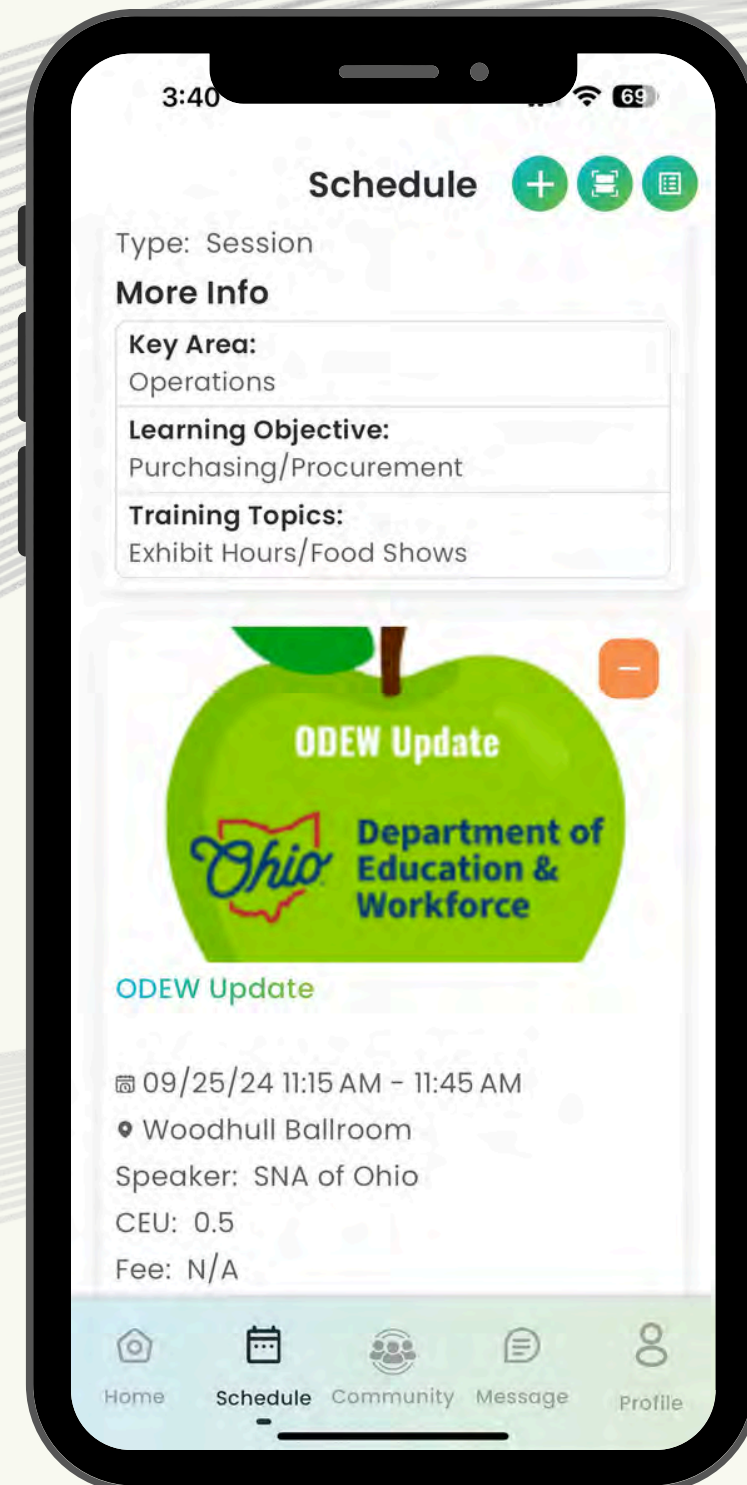 3:40
69
Schedule
Type: Session
More Info
Key Area:
Operations
Learning Objective:
Purchasing/Procurement
Training Topics:
Exhibit Hours/Food Shows
ODEW Update
Ohio
Department of
Education &
Workforce
ODEW Update
09/25/24 11:15 AM - 11:45 AM
Woodhull Ballroom
Speaker: SNA of Ohio
CEU: 0.5
Fee: N/A
Home Schedule Community Message Profile